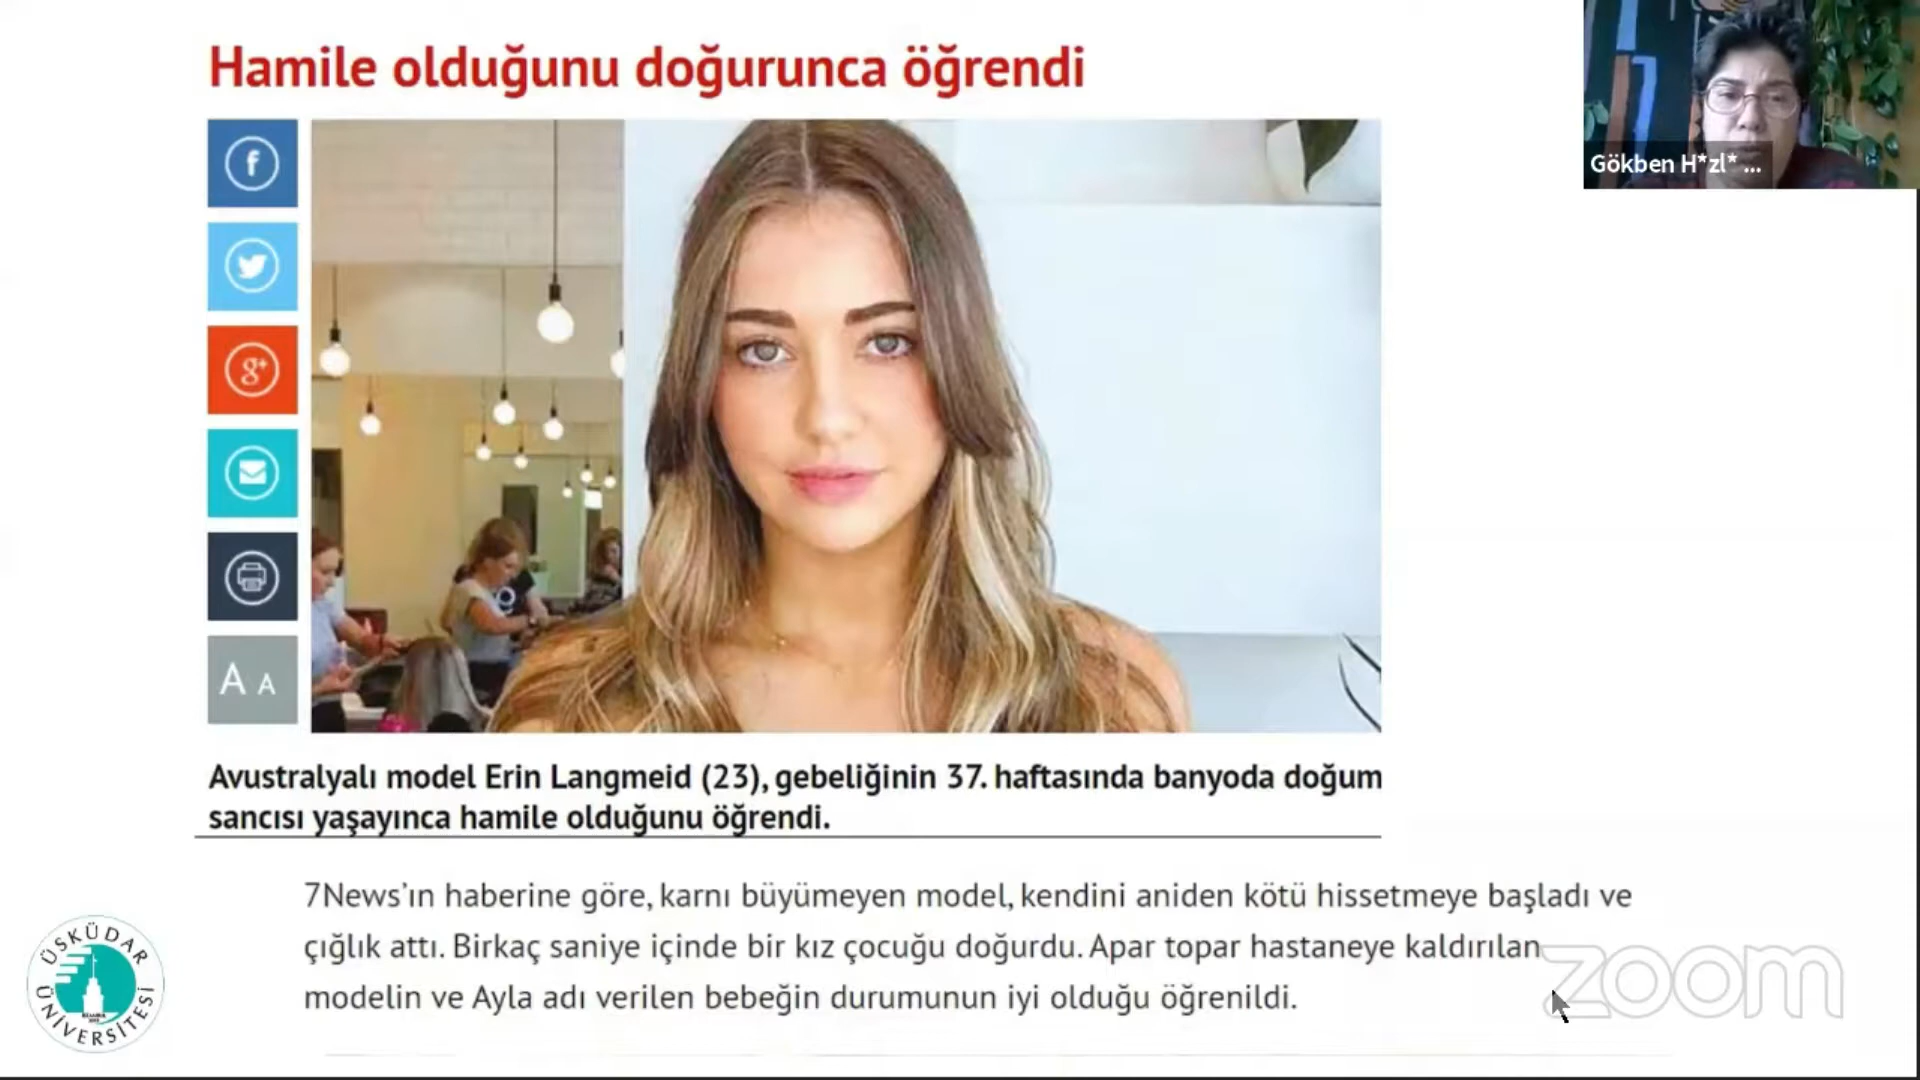 Hamile olduğunu doğurunca öğrendi
Gökben H*zl* ...
f
g+
A A
Avustralyalı model Erin Langmeid (23), gebeliğinin 37. haftasında banyoda doğum
sancısı yaşayınca hamile olduğunu öğrendi.
7News'ın haberine göre, karnı büyümeyen model, kendini aniden kötü hissetmeye başladı ve
çığlık attı. Birkaç saniye içinde bir kız çocuğu doğurdu. Apar topar hastaneye kaldırılan
modelin ve Ayla adı verilen bebeğin durumunun iyi olduğu öğrenildi.
ÜSKÜDAR
ÜNİVERSİTESİ
zoom